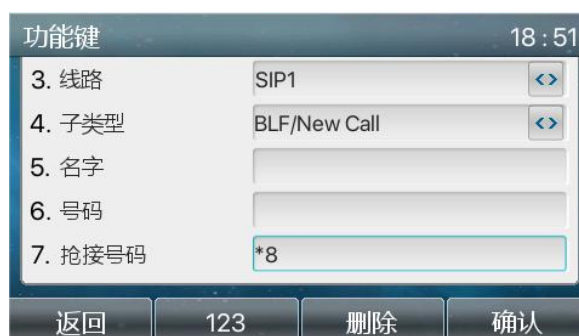 功能键 18:51
3. 线路 SIP1 <>
4. 子类型 BLF/New Call <>
5. 名字
6. 号码
7. 抢接号码 *8
返回 123 删除 确认